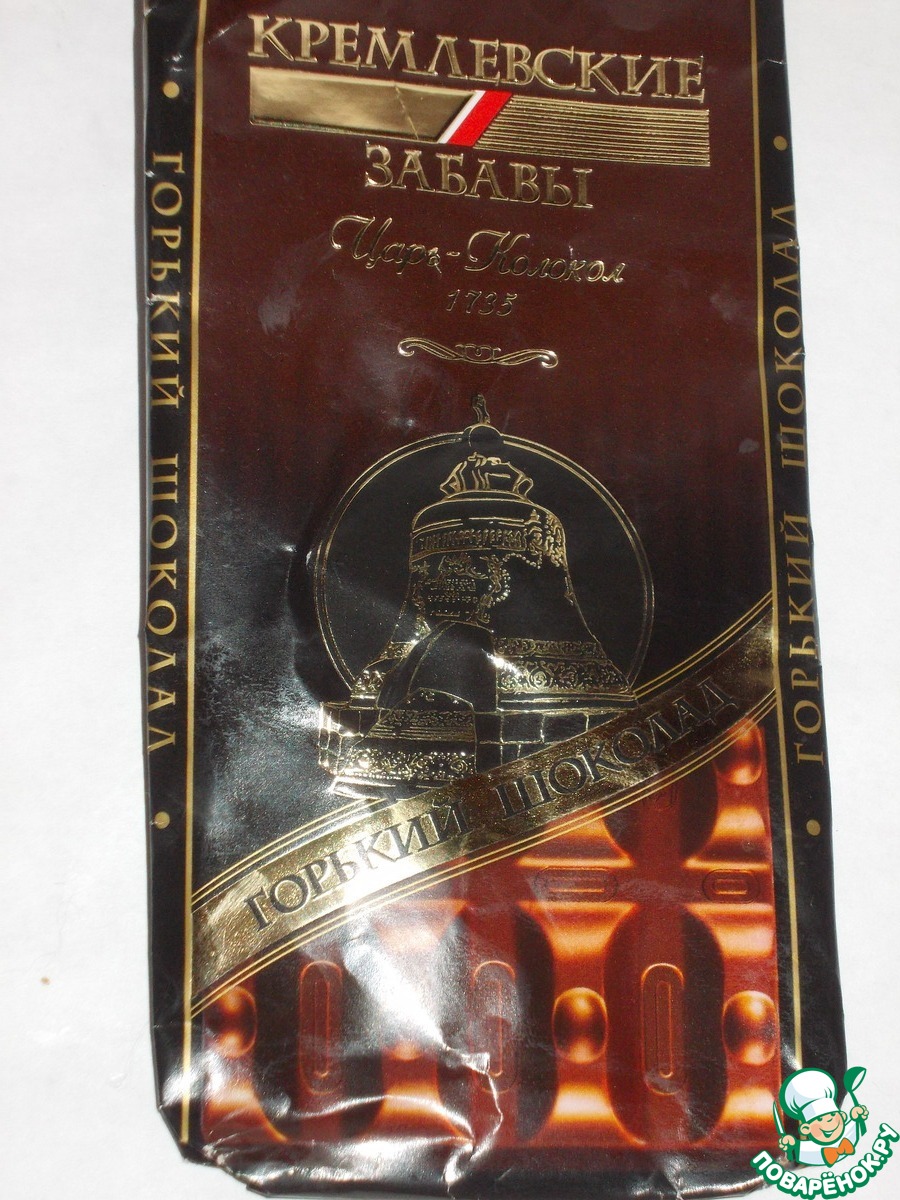 КРЕМЛЕВСКИЕ
ЗАБАВЫ
Царь-Колокол
1735
ГОРЬКИЙ ШОКОЛАД
ГОРЬКИЙ ШОКОЛАД
ГОРЬКИЙ ШОКОЛАД
ПОВАРЁНОК.РУ